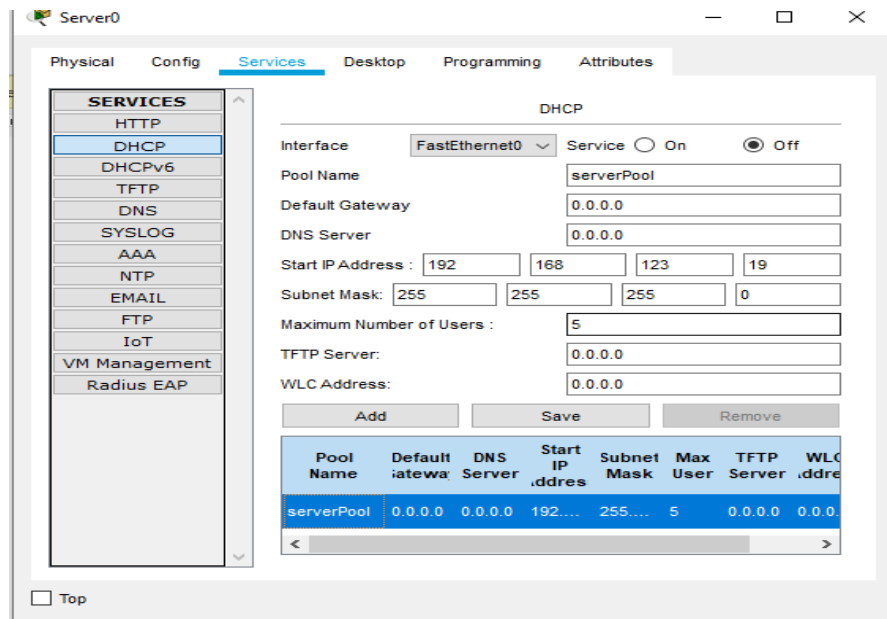 Server0
Physical Config Services Desktop Programming Attributes
SERVICES
HTTP
DHCP
DHCPv6
TFTP
DNS
SYSLOG
AAA
NTP
EMAIL
FTP
IoT
VM Management
Radius EAP
DHCP
Interface FastEthernet0 Service On Off
Pool Name serverPool
Default Gateway 0.0.0.0
DNS Server 0.0.0.0
Start IP Address : 192 168 123 19
Subnet Mask: 255 255 255 0
Maximum Number of Users : 5
TFTP Server: 0.0.0.0
WLC Address: 0.0.0.0
Add Save Remove
Pool Name
Default iatewa
DNS Server
Start IP ddres
Subnet Mask
Max User
TFTP Server
WLC ddre
serverPool 0.0.0.0 0.0.0.0 192.... 255.... 5 0.0.0.0 0.0.0.
Top